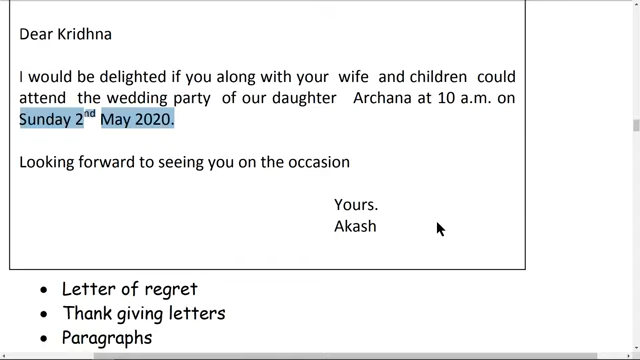 Dear Kridhna
I would be delighted if you along with your wife and children could
attend the wedding party of our daughter Archana at 10 a.m. on
Sunday 2nd May 2020.
Looking forward to seeing you on the occasion
Yours.
Akash
• Letter of regret
• Thank giving letters
• Paragraphs